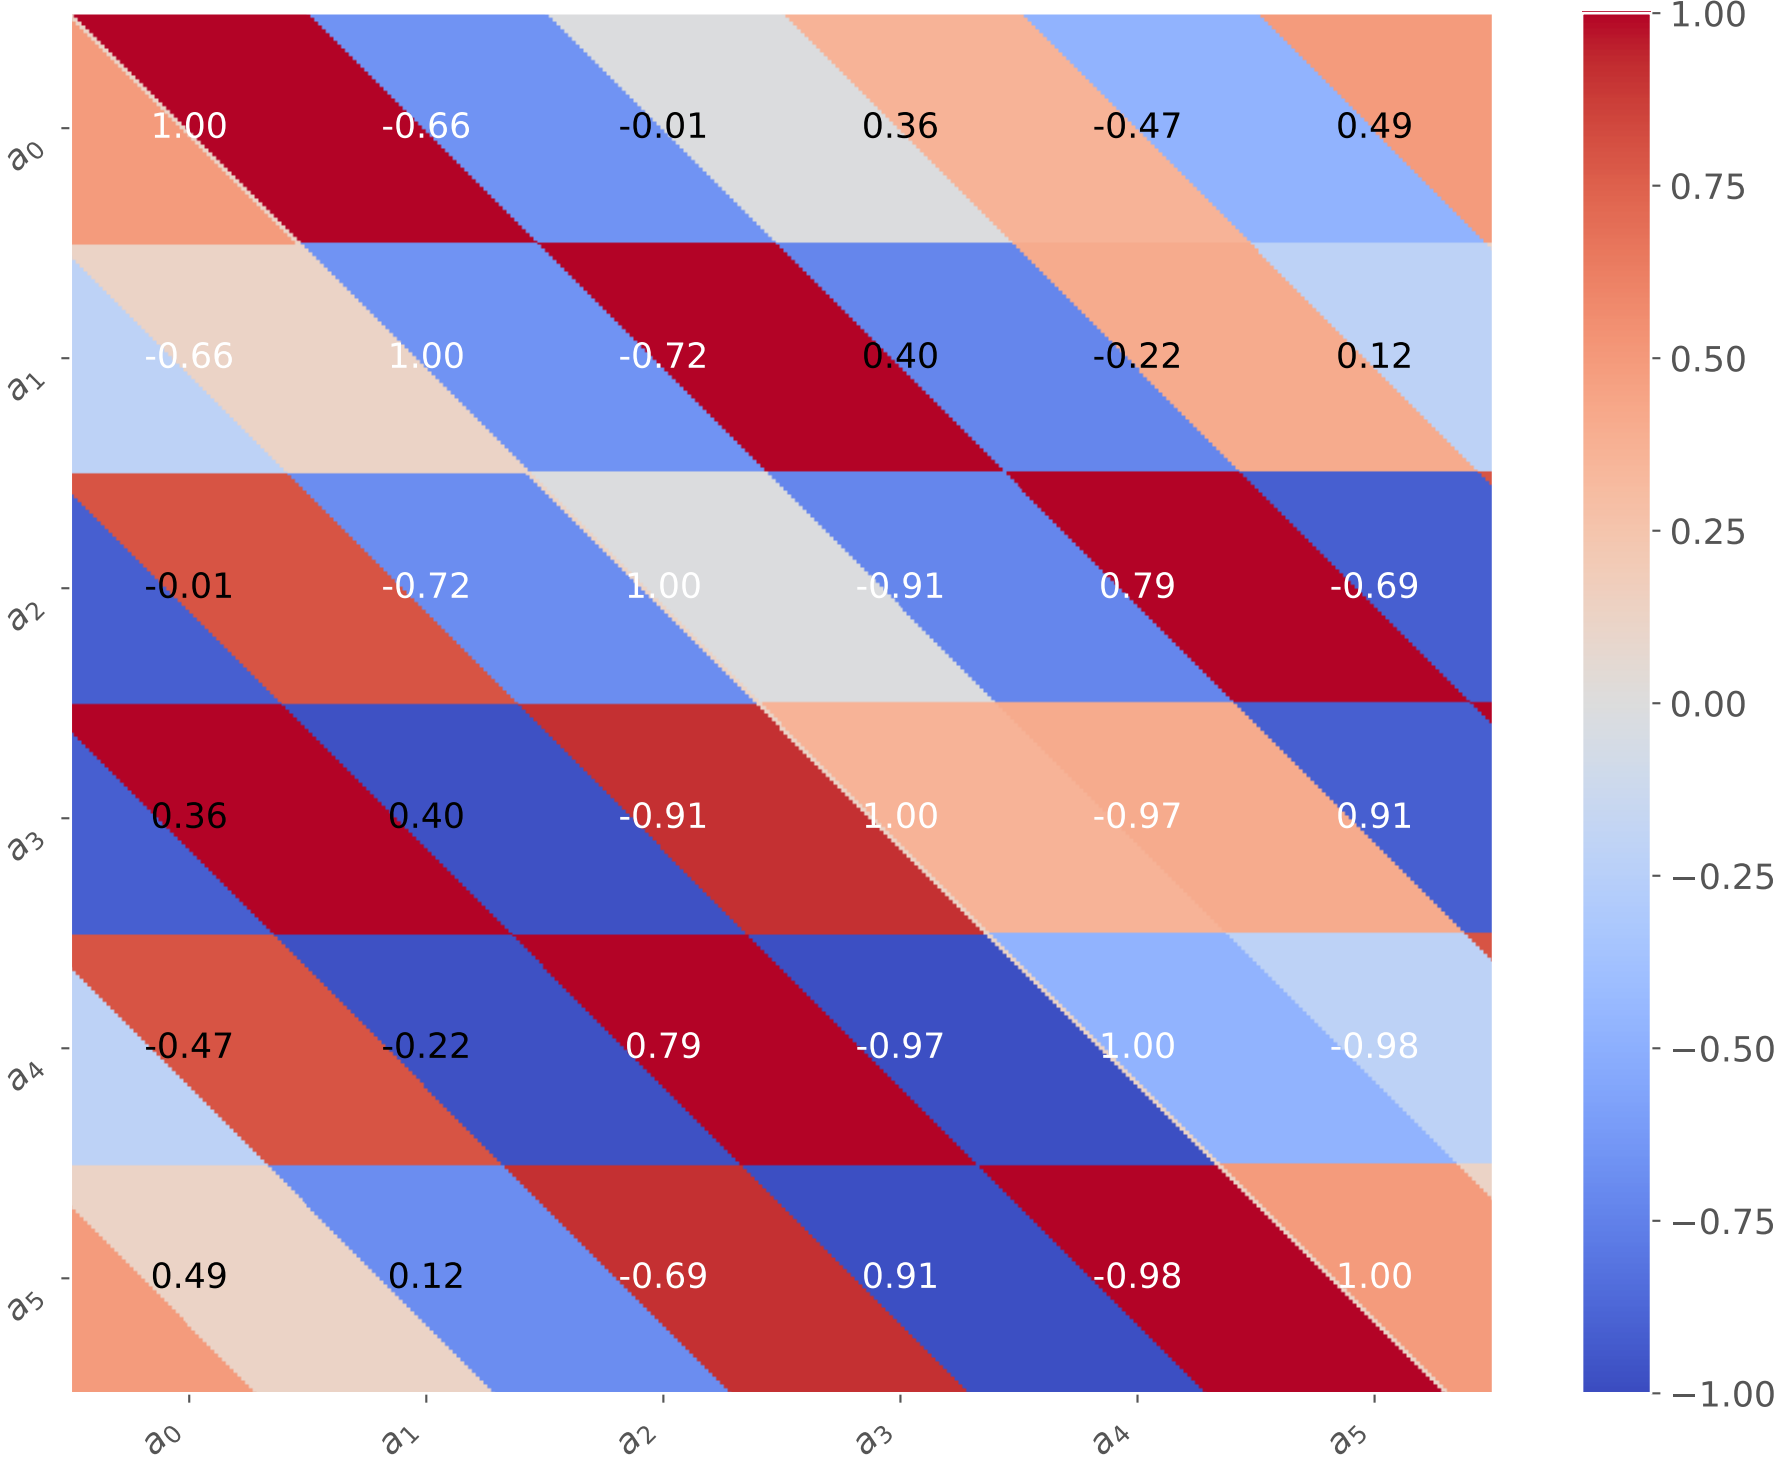 1.00
a0 1.00 -0.66 -0.01 0.36 -0.47 0.49
0.75
a1 -0.66 1.00 -0.72 0.40 -0.22 0.12
0.50
0.25
a2 -0.01 -0.72 1.00 -0.91 0.79 -0.69
0.00
a3 0.36 0.40 -0.91 1.00 -0.97 0.91
−0.25
a4 -0.47 -0.22 0.79 -0.97 1.00 -0.98
−0.50
−0.75
a5 0.49 0.12 -0.69 0.91 -0.98 1.00
−1.00
a0 a1 a2 a3 a4 a5